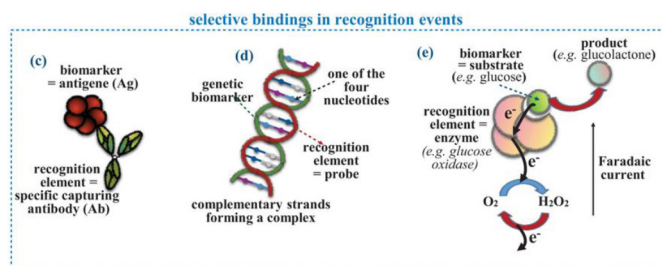 selective bindings in recognition events
(c)
biomarker
= antigene (Ag)
recognition
element =
specific capturing
antibody (Ab)
(d)
genetic
biomarker
one of the
four
nucleotides
recognition
element
= probe
complementary strands
forming a complex
(e)
biomarker
= substrate
(e.g. glucose)
product
(e.g. glucolactone)
recognition
element =
enzyme
(e.g. glucose
oxidase)
e-
e-
O₂
H₂O₂
e-
Faradaic
current